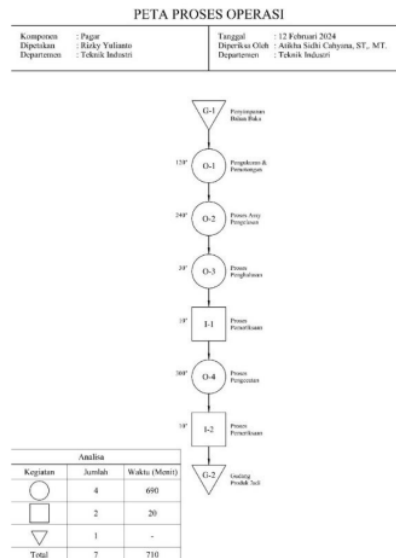 PETA PROSES OPERASI
Komponen : Pagar
Dipetakan : Rizky Yulianto
Departemen : Teknik Industri
Tanggal : 12 Februari 2024
Diperiksa Oleh : Atikha Sidhi Cahyana, ST., MT.
Departemen : Teknik Industri
G-1 Penyimpanan
Bahan Baku
120" O-1 Pengukuran &
Pemotongan
240" O-2 Proses Assy
Pengelasan
O-3 Proses
Penghalusan
10" I-1 Proses
Pemeriksaan
300" O-4 Proses
Pengecatan
10" I-2 Proses
Pemeriksaan
G-2 Gudang
Produk Jadi
Analisa
Kegiatan Jumlah Waktu (Menit)
4 690
2 20
1 -
Total 7 710